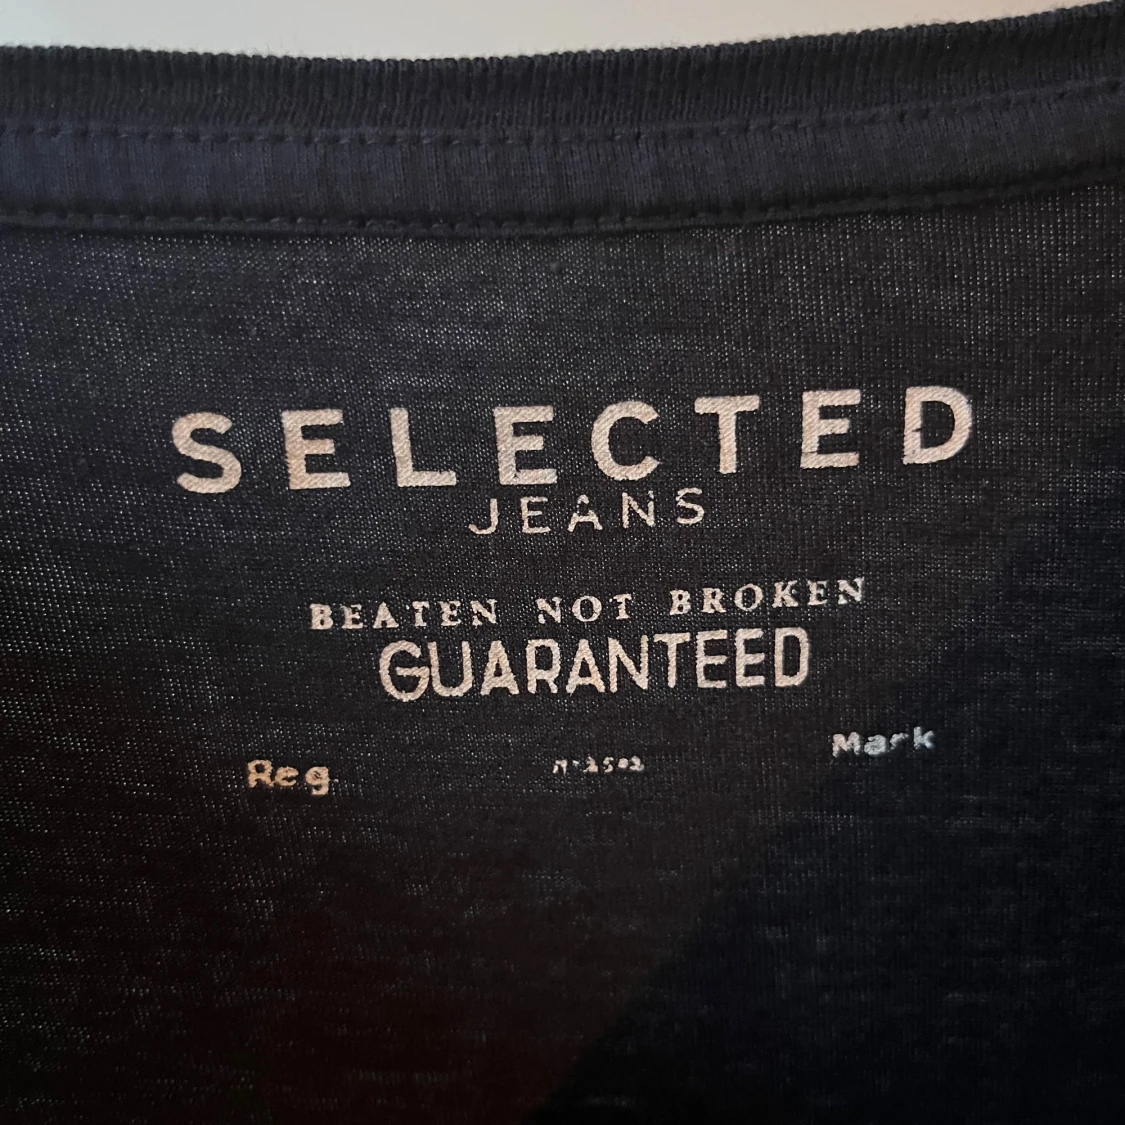 SELECTED
JEANS
BEATEN NOT BROKEN
GUARANTEED
Reg Mark